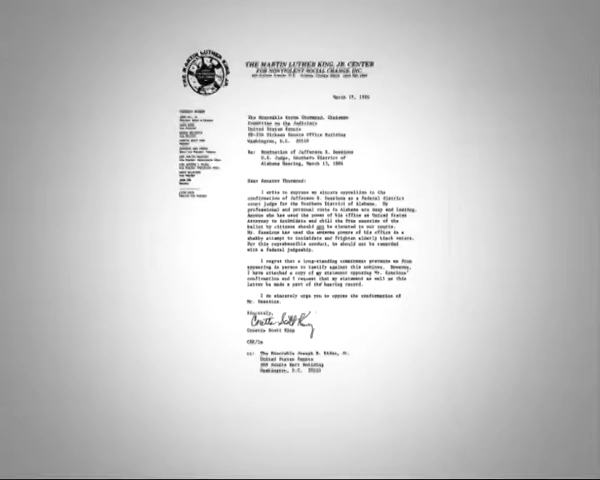 THE MARTIN LUTHER KING, JR. CENTER
FOR NONVIOLENT SOCIAL CHANGE, INC.
The Honorable Strom Thurmond, Chairman
Committee on the Judiciary
United States Senate
Dirksen Senate Office Building
Washington, D.C. 20510
Re: Nomination of Jefferson B. Sessions
U.S. Judge, Southern District of
Alabama Hearing, March 13, 1986
Dear Senator Thurmond:
I write to express my sincere opposition to the
confirmation of Jefferson B. Sessions as a federal district
court judge for the Southern District of Alabama. My
professional and personal roots in Alabama are deep and lasting.
Anyone who has used the power of his office as United States
Attorney to intimidate and chill the free exercise of the
ballot by citizens should not be elevated to our courts.
Mr. Sessions has used the awesome powers of his office in a
shabby attempt to intimidate and frighten elderly black voters.
For this reprehensible conduct, he should not be rewarded
with a federal judgeship.
I regret that a long-standing commitment prevents me from
appearing in person to testify against this nominee. However,
I have attached a copy of my statement opposing Mr. Sessions'
confirmation and I request that my statement as well as this
letter be made a part of the hearing record.
I do sincerely urge you to oppose the confirmation of
Mr. Sessions.
Sincerely,
Coretta Scott King
Coretta Scott King
CSK/
cc: The Honorable Joseph R. Biden, Jr.
United States Senate
Senate Hart Building
Washington, D.C. 20510